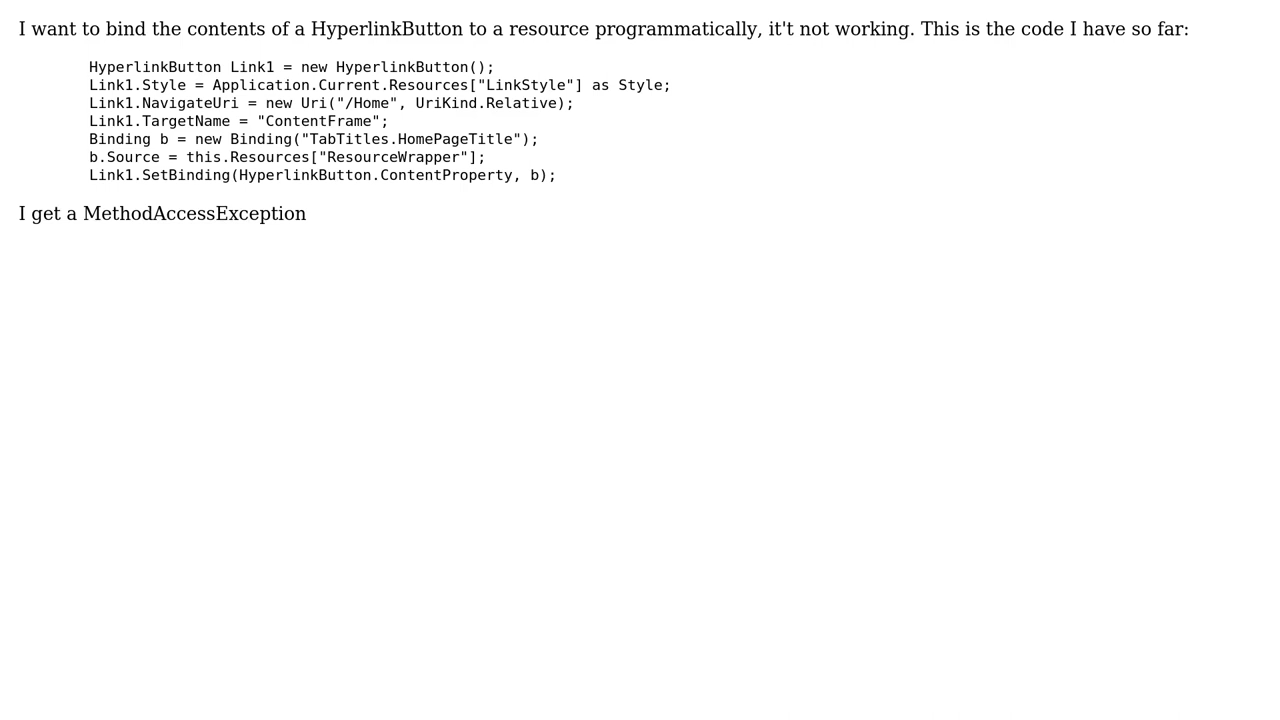 I want to bind the contents of a HyperlinkButton to a resource programmatically, it't not working. This is the code I have so far:
HyperlinkButton Link1 = new HyperlinkButton();
Link1.Style = Application.Current.Resources["LinkStyle"] as Style;
Link1.NavigateUri = new Uri("/Home", UriKind.Relative);
Link1.TargetName = "ContentFrame";
Binding b = new Binding("TabTitles.HomePageTitle");
b.Source = this.Resources["ResourceWrapper"];
Link1.SetBinding(HyperlinkButton.ContentProperty, b);
I get a MethodAccessException